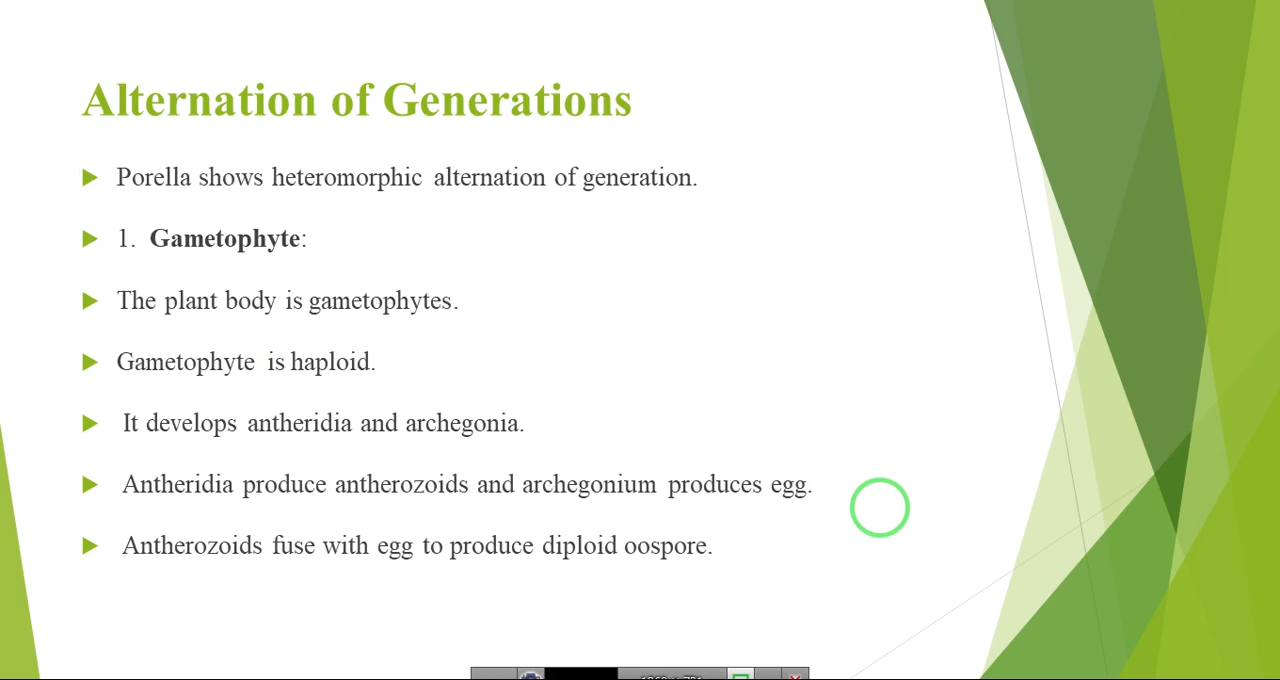 Alternation of Generations
Porella shows heteromorphic alternation of generation.
1. Gametophyte:
The plant body is gametophytes.
Gametophyte is haploid.
It develops antheridia and archegonia.
Antheridia produce antherozoids and archegonium produces egg.
Antherozoids fuse with egg to produce diploid oospore.